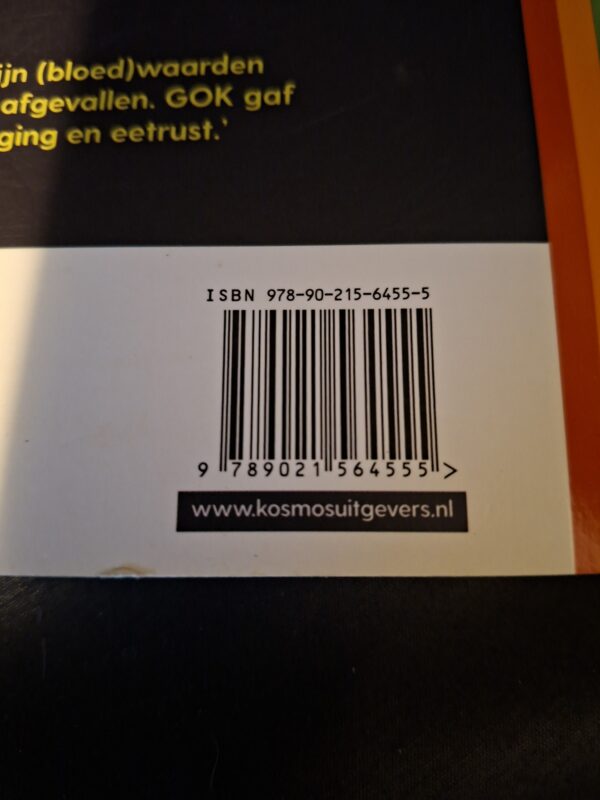 (bloed)waarden
afgevallen. GOK gaf
en eetrust.'
ISBN 978-90-215-6455-5
9 789021 564555 >
www.kosmosuitgevers.nl